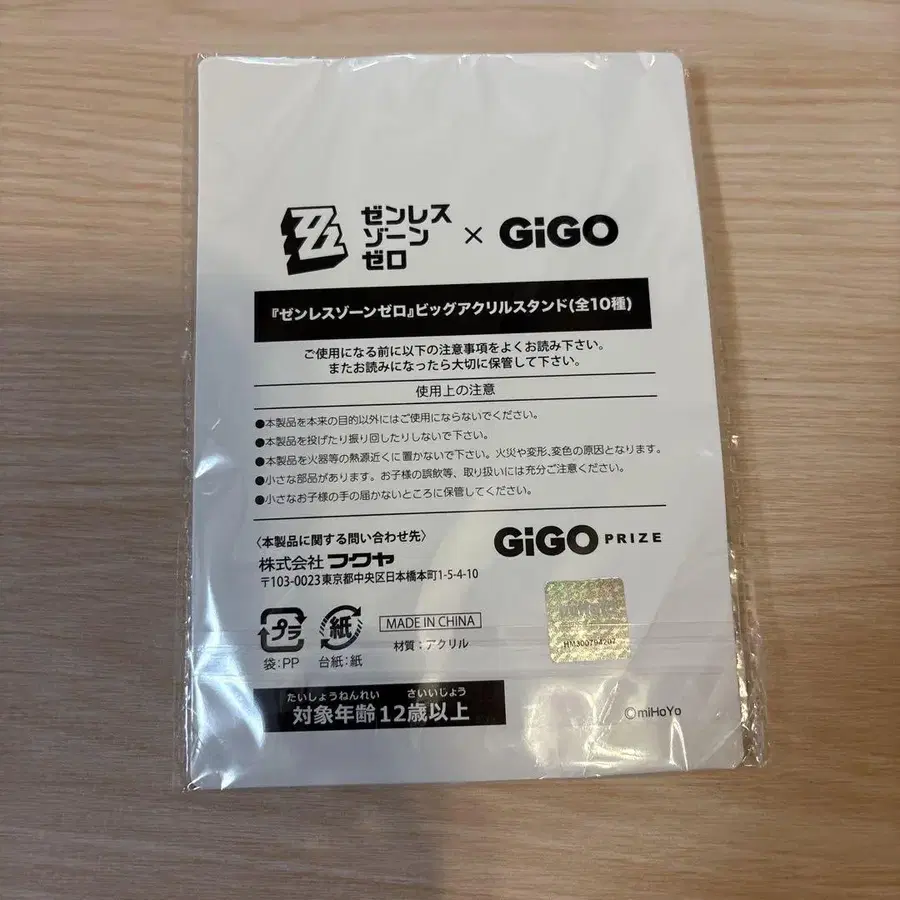 ゼンレス
ゾーン
ゼロ
× GiGO
『ゼンレスゾーンゼロ』ビッグアクリルスタンド(全10種)
ご使用になる前に以下の注意事項をよくお読み下さい。
またお読みになったら大切に保管して下さい。
使用上の注意
●本製品を本来の目的以外にはご使用にならないでください。
●本製品を投げたり振り回したりしないで下さい。
●本製品を火器等の熱源近くに置かないで下さい。火災や変形、変色の原因となります。
●小さな部品があります。お子様の誤飲等、取り扱いには充分ご注意ください。
●小さなお子様の手の届かないところに保管してください。
〈本製品に関する問い合わせ先〉
株式会社 フクヤ
〒103-0023東京都中央区日本橋本町1-5-4-10
GiGO PRIZE
プラ
袋:PP
紙
台紙:紙
MADE IN CHINA
材質:アクリル
たいしょうねんれい さいいじょう
対象年齢12歳以上
©miHoYo